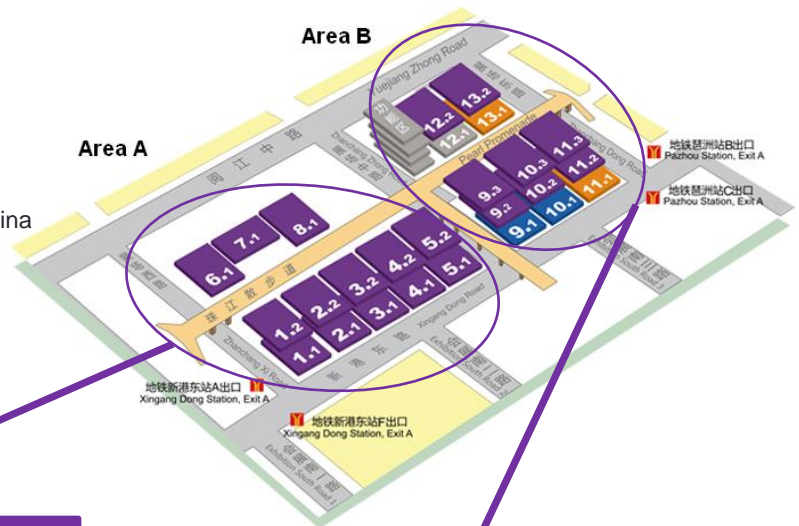 Area B
Area A
ina
Yuejiang Zhong Road
阅 江 中 路
Zhanchang Zhong R
Pearl Promenade
珠 江 散 步 道
13.2
12.2
13.1
12.1
11.3
10.3
11.2
9.3
10.2
11.1
9.2
10.1
9.1
8.1
7.1
6.1
5.2
4.2
3.2
5.1
2.2
4.1
1.2
3.1
2.1
1.1
地铁琶洲站B出口
Pazhou Station, Exit A
地铁琶洲站C出口
Pazhou Station, Exit A
Xingang Dong Road
新 港 东 路
Zhanchang Xi Road
地铁新港东站A出口
Xingang Dong Station, Exit A
地铁新港东站F出口
Xingang Dong Station, Exit A
Exhibition South Road 1